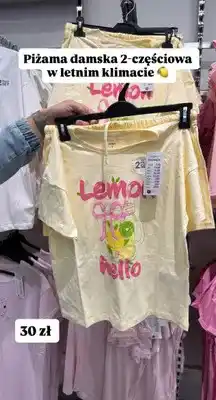 Piżama damska 2-częściowa
w letnim klimacie 🍋
Lemon
Lemon
hello
30 zł